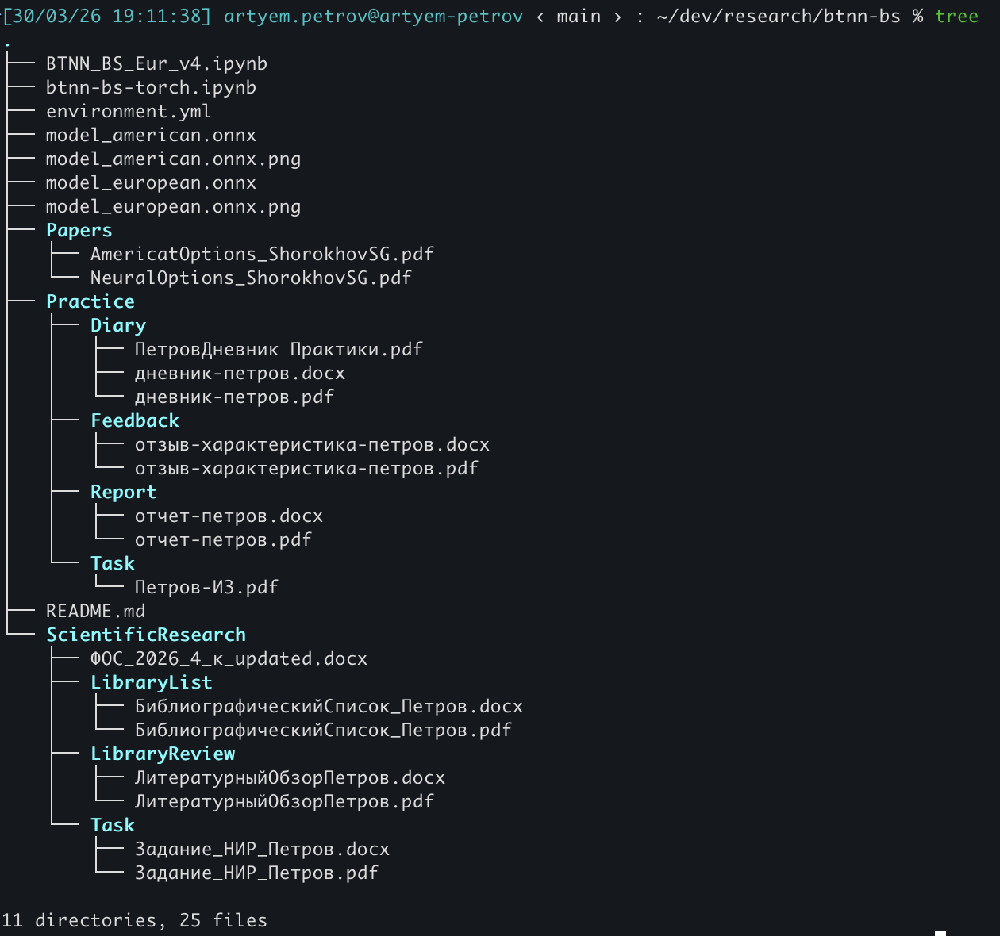 [30/03/26 19:11:38] artyem.petrov@artyem-petrov ‹ main › : ~/dev/research/btnn-bs % tree
.
├── BTNN_BS_Eur_v4.ipynb
├── btnn-bs-torch.ipynb
├── environment.yml
├── model_american.onnx
├── model_american.onnx.png
├── model_european.onnx
├── model_european.onnx.png
├── Papers
│   ├── AmericatOptions_ShorokhovSG.pdf
│   └── NeuralOptions_ShorokhovSG.pdf
├── Practice
│   ├── Diary
│   │   ├── ПетровДневник Практики.pdf
│   │   ├── дневник-петров.docx
│   │   └── дневник-петров.pdf
│   ├── Feedback
│   │   ├── отзыв-характеристика-петров.docx
│   │   └── отзыв-характеристика-петров.pdf
│   ├── Report
│   │   ├── отчет-петров.docx
│   │   └── отчет-петров.pdf
│   └── Task
│       └── Петров-ИЗ.pdf
├── README.md
└── ScientificResearch
    ├── ФОС_2026_4_к_updated.docx
    ├── LibraryList
    │   ├── БиблиографическийСписок_Петров.docx
    │   └── БиблиографическийСписок_Петров.pdf
    ├── LibraryReview
    │   ├── ЛитературныйОбзорПетров.docx
    │   └── ЛитературныйОбзорПетров.pdf
    └── Task
        ├── Задание_НИР_Петров.docx
        └── Задание_НИР_Петров.pdf

11 directories, 25 files